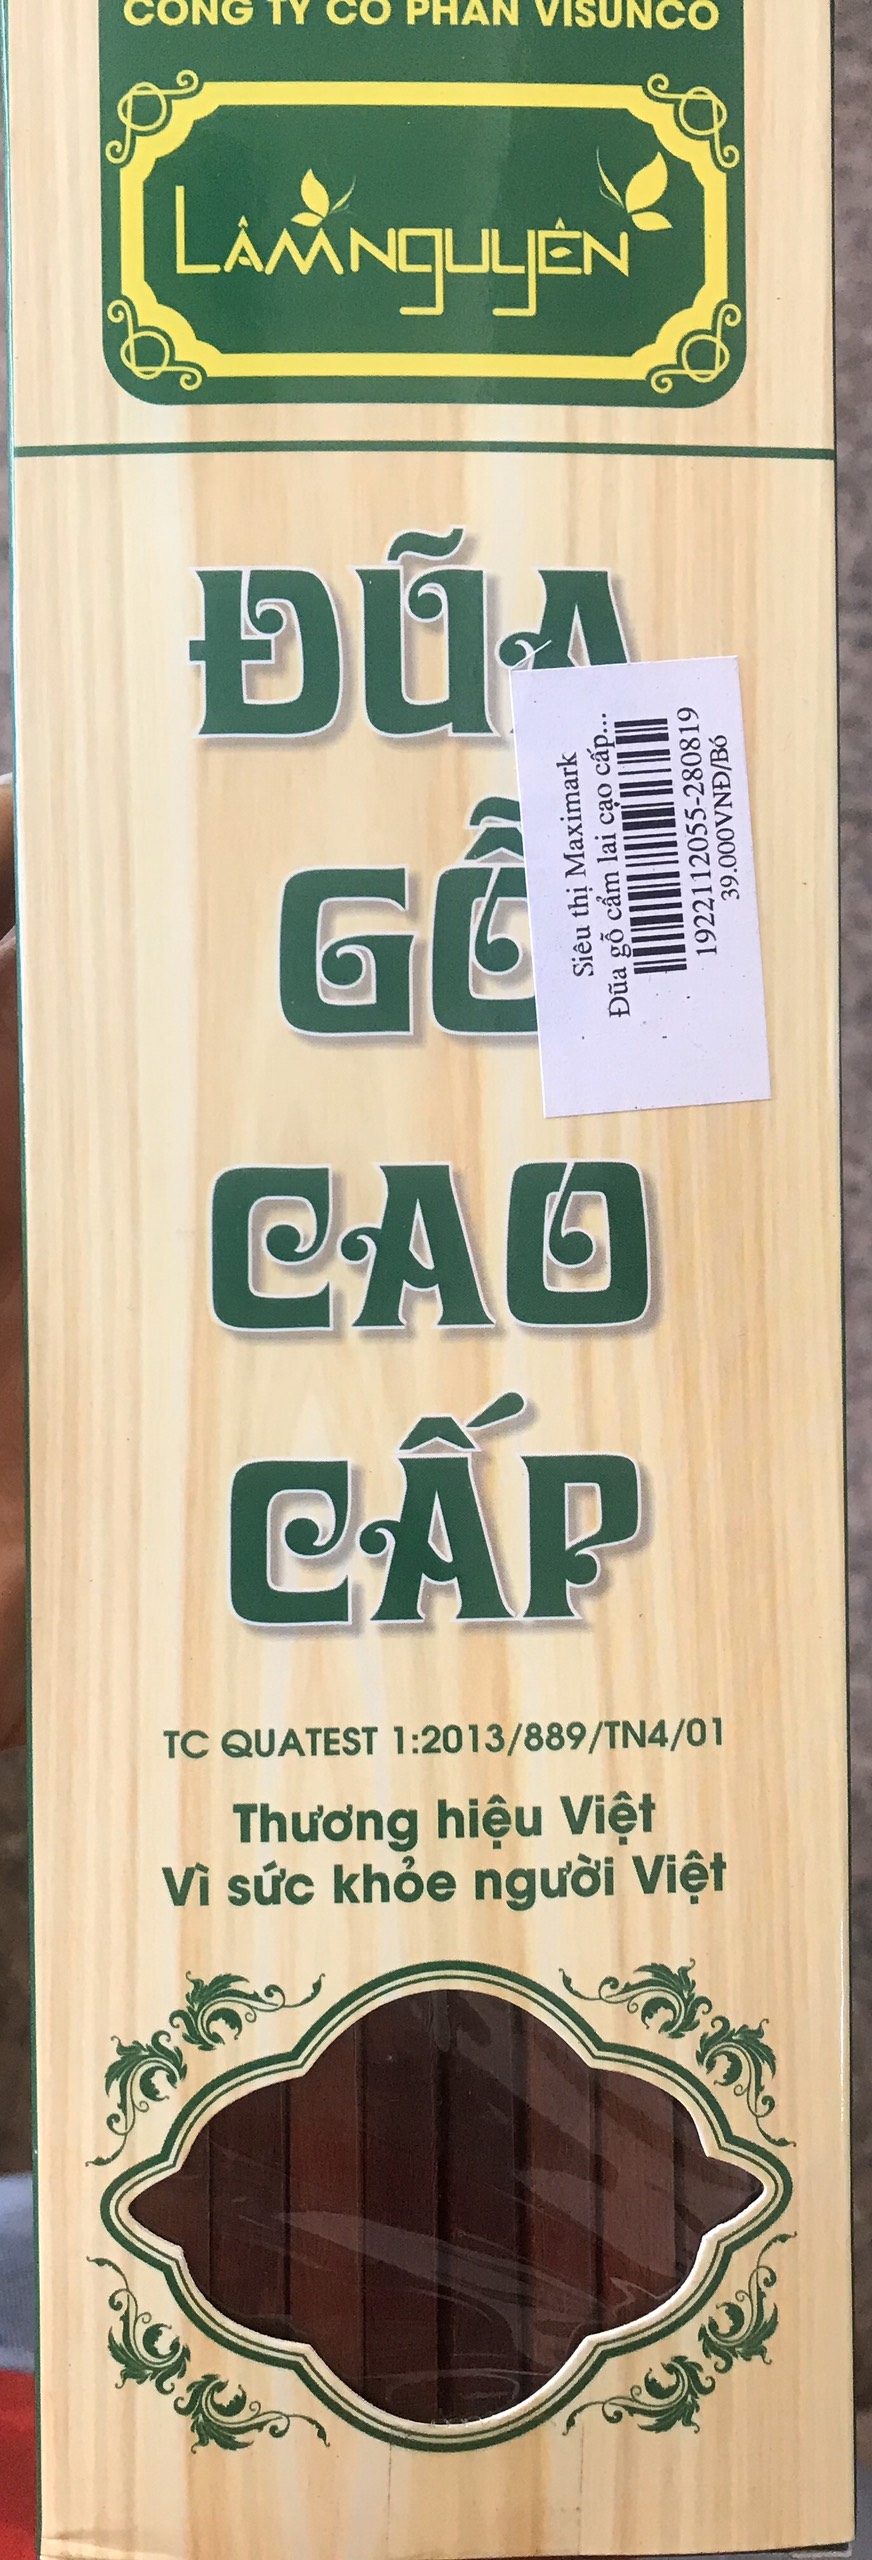 CÔNG TY CỔ PHẦN VISUNCO
LÂM NGUYÊN
ĐŨA
GỖ
CAO
CẤP
Siêu thị Maximark
Đũa gỗ cẩm lai cao cấp...
1922112055-280819
39.000VNĐ/Bó
TC QUATEST 1:2013/889/TN4/01
Thương hiệu Việt
Vì sức khỏe người Việt